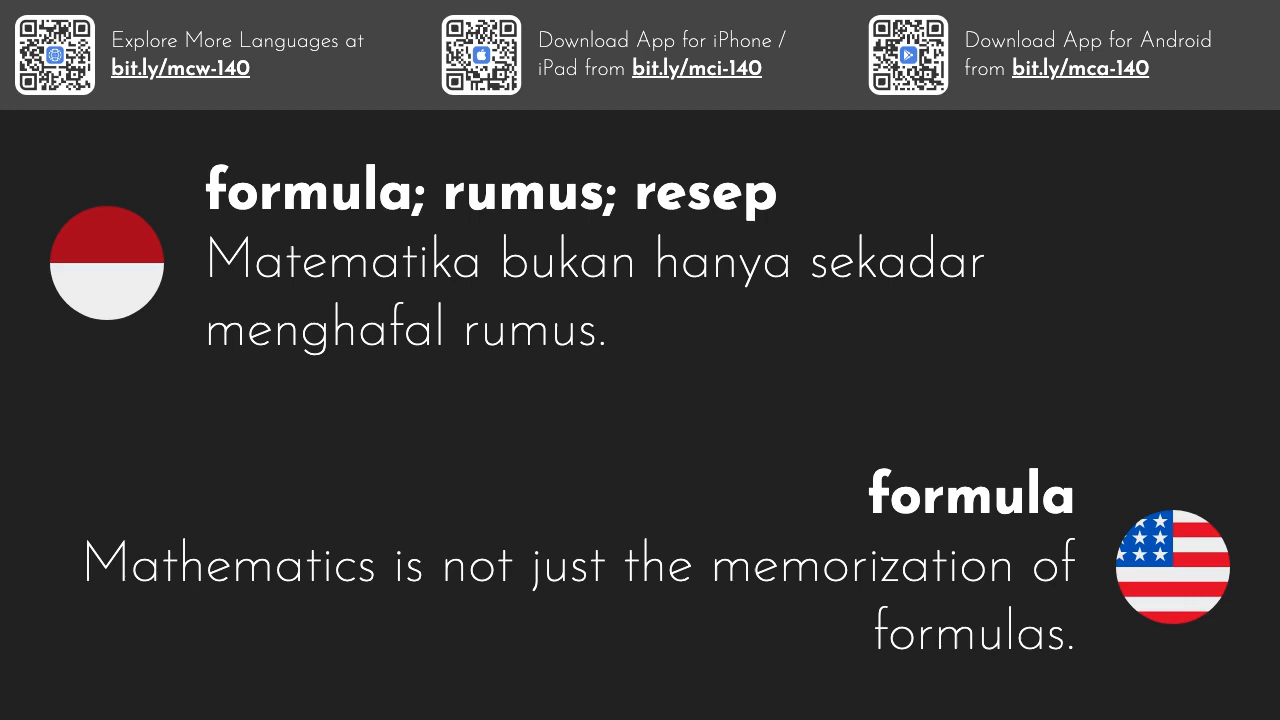 Explore More Languages at
bit.ly/mcw-140
Download App for iPhone /
iPad from bit.ly/mci-140
Download App for Android
from bit.ly/mca-140
formula; rumus; resep
Matematika bukan hanya sekadar
menghafal rumus.
formula
Mathematics is not just the memorization of
formulas.